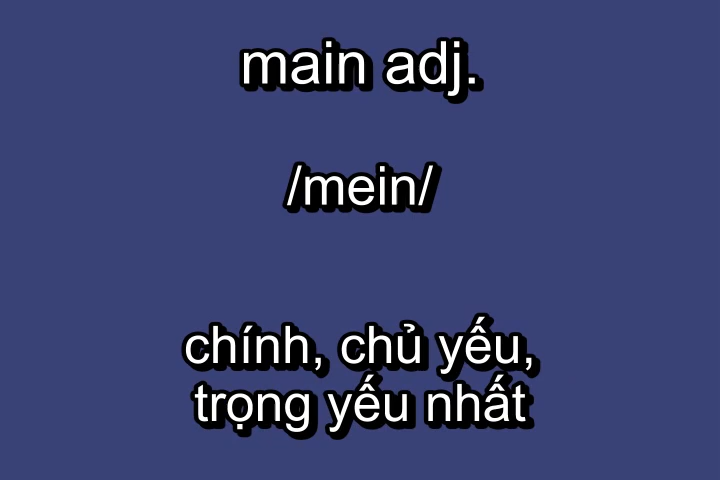 main adj.
/mein/
chính, chủ yếu,
trọng yếu nhất